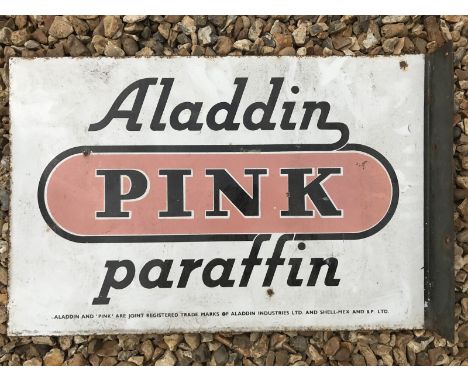 Aladdin
PINK
paraffin
ALADDIN AND 'PINK' ARE JOINT REGISTERED TRADE MARKS OF ALADDIN INDUSTRIES LTD. AND SHELL-MEX AND B.P. LTD.